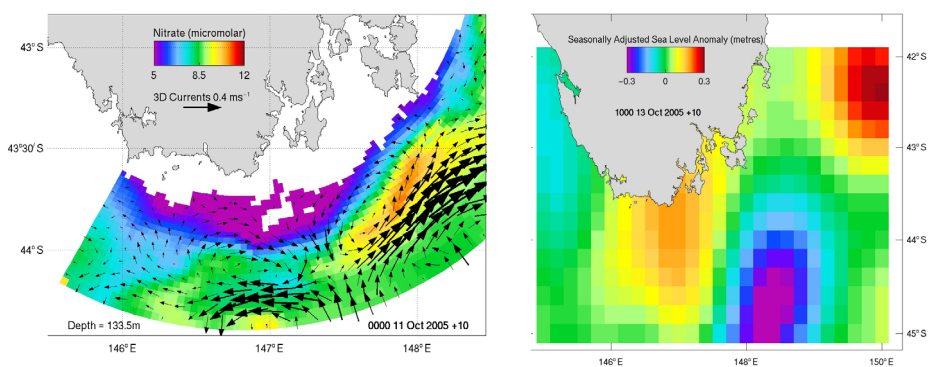 Nitrate (micromolar)
5 8.5 12
3D Currents 0.4 ms⁻¹
43° S
43°30' S
44° S
Depth = 133.5m
0000 11 Oct 2005 +10
146° E 147° E 148° E
Seasonally Adjusted Sea Level Anomaly (metres)
−0.3 0 0.3
1000 13 Oct 2005 +10
42° S
43° S
44° S
45° S
146° E 148° E 150° E